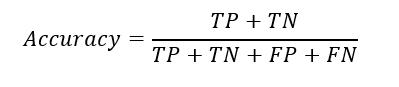 Accuracy = TP + TN / TP + TN + FP + FN